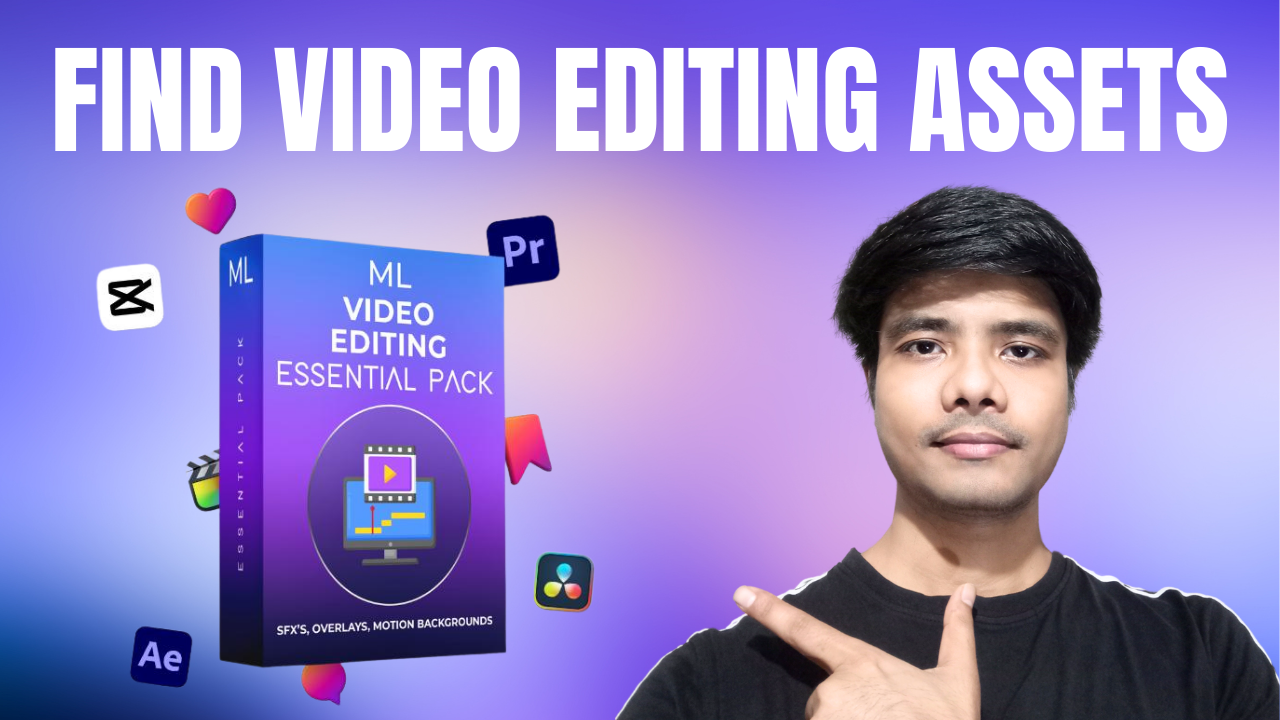 FIND VIDEO EDITING ASSETS
ML
ESSENTIAL PACK
ML
VIDEO
EDITING
ESSENTIAL PACK
SFX'S, OVERLAYS, MOTION BACKGROUNDS
Pr
Ae